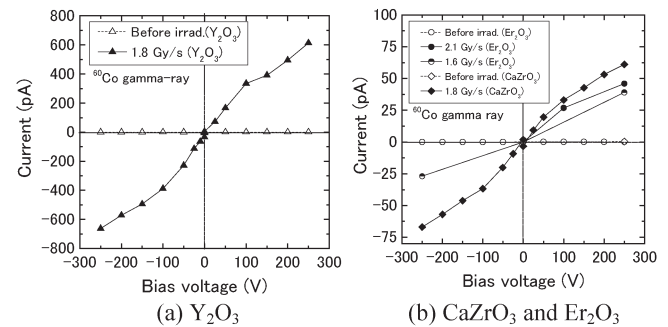 Before irrad.(Y2O3)
1.8 Gy/s (Y2O3)
60Co gamma-ray
Current (pA)
800
600
400
200
0
−200
−400
−600
−800
−300 −200 −100 0 100 200 300
Bias voltage (V)
(a) Y2O3
Before irrad. (Er2O3)
2.1 Gy/s (Er2O3)
1.6 Gy/s (Er2O3)
Before irrad. (CaZrO3)
1.8 Gy/s (CaZrO3)
60Co gamma ray
Current (pA)
100
75
50
25
0
−25
−50
−75
−300 −200 −100 0 100 200 300
Bias voltage (V)
(b) CaZrO3 and Er2O3